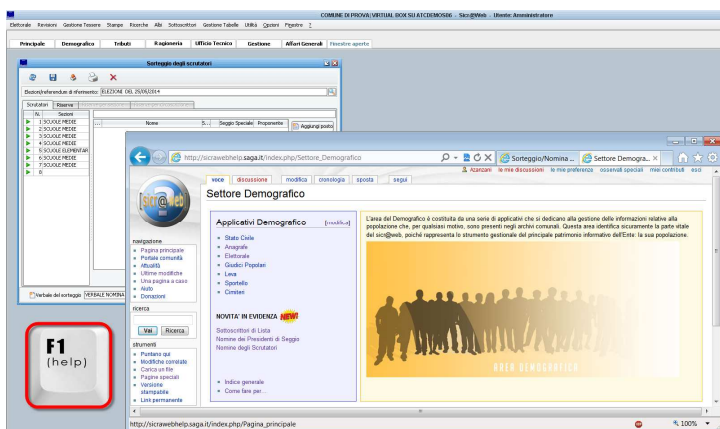 COMUNE DI PROVA| VIRTUAL BOX SU ATCDEMOS06 - Sicr@Web - Utente: Amministratore
Elettorale Revisioni Gestione Tessere Stampe Ricerche Albi Sottoscrittori Gestione Tabelle Utilità Opzioni Finestre ?
Principale Demografico Tributi Ragioneria Ufficio Tecnico Gestione Affari Generali Finestre aperte
Sorteggio degli scrutatori
Elezioni/referendum di riferimento: ELEZIONI DEL 25/05/2014
Scrutatori Riserve
N. Sezioni
1 SCUOLE MEDIE
2 SCUOLE MEDIE
3 SCUOLE MEDIE
4 SCUOLE MEDIE
5 SCUOLE ELEMENTAR
6 SCUOLE MEDIE
7 SCUOLE MEDIE
8
... Nome S... Seggio Speciale Proponente
Aggiungi posto
Verbale del sorteggio VERBALE NOMINA
F1
(help)
http://sicrawebhelp.saga.it/index.php/Settore_Demografico
Sorteggio/Nomina ... Settore Demogra...
Azanzani le mie discussioni le mie preferenze osservati speciali miei contributi esci
voce discussione modifica cronologia sposta segui
Settore Demografico
[sicr@web]
navigazione
Pagina principale
Portale comunità
Attualità
Ultime modifiche
Una pagina a caso
Aiuto
Donazioni
ricerca
Vai Ricerca
strumenti
Puntano qui
Modifiche correlate
Carica un file
Pagine speciali
Versione
stampabile
Link permanente
Applicativi Demografico [modifica]
Stato Civile
Anagrafe
Elettorale
Giudici Popolari
Leva
Sportello
Cimiteri
NOVITA' IN EVIDENZA NEW!
Sottoscrittori di Lista
Nomine dei Presidenti di Seggio
Nomine degli Scrutatori
Indice generale
Come fare per...
L'area del Demografico è costituita da una serie di applicativi che si dedicano alla gestione delle informazioni relative alla
popolazione che, per qualsiasi motivo, sono presenti negli archivi comunali. Questa area identifica sicuramente la parte vitale
del sicr@web, poiché rappresenta lo strumento gestionale del principale patrimonio informativo dell'Ente: la sua popolazione.
AREA DEMOGRAFICI
http://sicrawebhelp.saga.it/index.php/Pagina_principale
100%